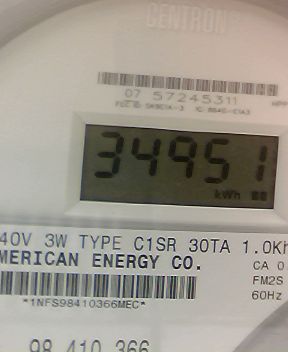 CENTRON
07 57245311
34951
kWh
40V 3W TYPE C1SR 30TA 1.0Kh
MERICAN ENERGY CO.
CA 0
FM2S
60Hz
*1NFS98410366MEC*
98 410 366